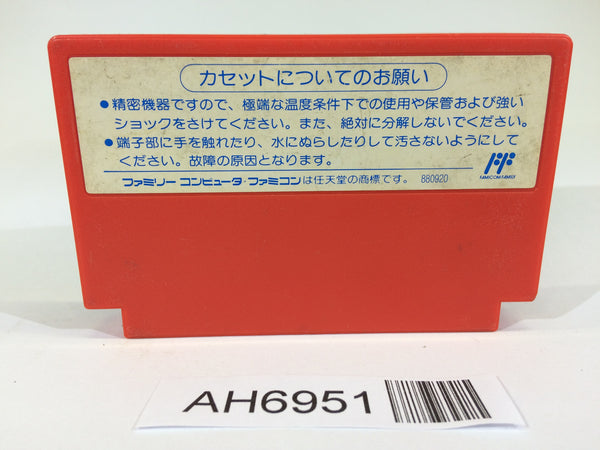 カセットについてのお願い
●精密機器ですので、極端な温度条件下での使用や保管および強い
ショックをさけてください。また、絶対に分解しないでください。
●端子部に手を触れたり、水にぬらしたりして汚さないようにして
ください。故障の原因となります。
ファミリー コンピュータ・ファミコンは任天堂の商標です。 880920
FF
FAMICOM FAMILY
AH6951